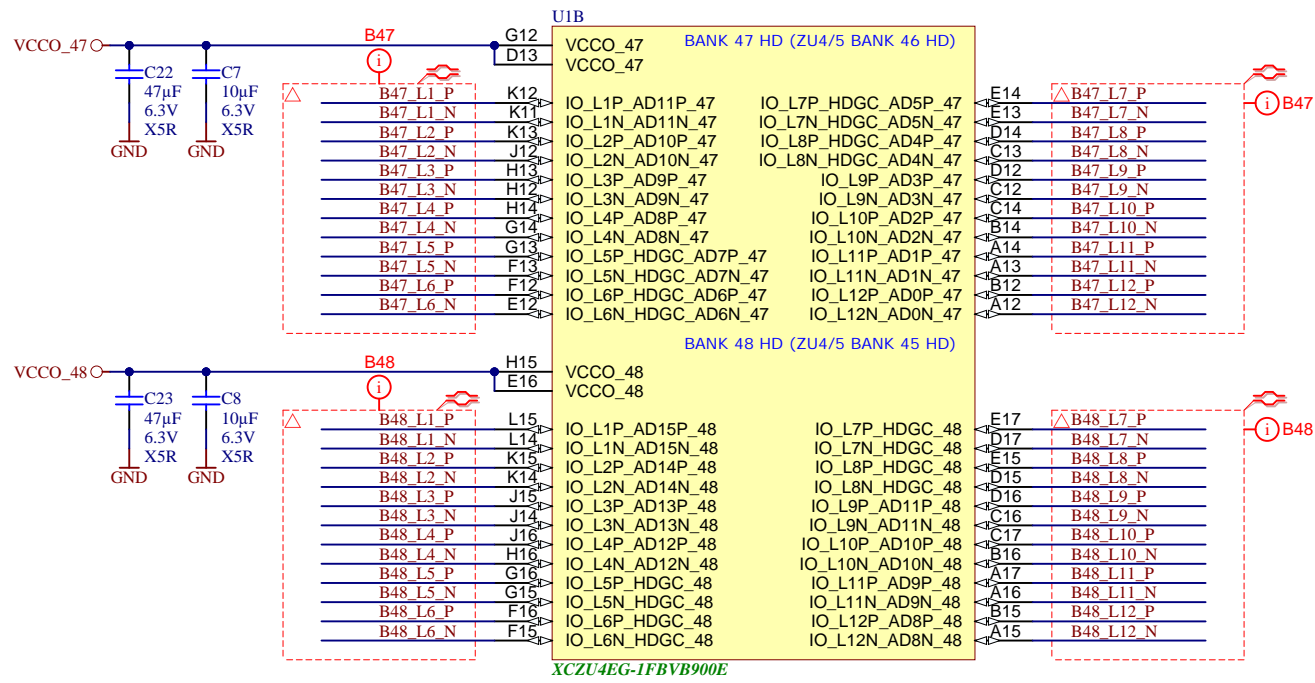 U1B
VCCO_47
C22
47µF
6.3V
X5R
GND
C7
10µF
6.3V
X5R
GND
B47
i
G12
D13
VCCO_47
VCCO_47
BANK 47 HD (ZU4/5 BANK 46 HD)
B47_L1_P K12 IO_L1P_AD11P_47
B47_L1_N K11 IO_L1N_AD11N_47
B47_L2_P K13 IO_L2P_AD10P_47
B47_L2_N J12 IO_L2N_AD10N_47
B47_L3_P H13 IO_L3P_AD9P_47
B47_L3_N H12 IO_L3N_AD9N_47
B47_L4_P H14 IO_L4P_AD8P_47
B47_L4_N G14 IO_L4N_AD8N_47
B47_L5_P G13 IO_L5P_HDGC_AD7P_47
B47_L5_N F13 IO_L5N_HDGC_AD7N_47
B47_L6_P F12 IO_L6P_HDGC_AD6P_47
B47_L6_N E12 IO_L6N_HDGC_AD6N_47
IO_L7P_HDGC_AD5P_47 E14 B47_L7_P
IO_L7N_HDGC_AD5N_47 E13 B47_L7_N
IO_L8P_HDGC_AD4P_47 D14 B47_L8_P
IO_L8N_HDGC_AD4N_47 C13 B47_L8_N
IO_L9P_AD3P_47 D12 B47_L9_P
IO_L9N_AD3N_47 C12 B47_L9_N
IO_L10P_AD2P_47 C14 B47_L10_P
IO_L10N_AD2N_47 B14 B47_L10_N
IO_L11P_AD1P_47 A14 B47_L11_P
IO_L11N_AD1N_47 A13 B47_L11_N
IO_L12P_AD0P_47 B12 B47_L12_P
IO_L12N_AD0N_47 A12 B47_L12_N
i B47
BANK 48 HD (ZU4/5 BANK 45 HD)
VCCO_48
C23
47µF
6.3V
X5R
GND
C8
10µF
6.3V
X5R
GND
B48
i
H15
E16
VCCO_48
VCCO_48
B48_L1_P L15 IO_L1P_AD15P_48
B48_L1_N L14 IO_L1N_AD15N_48
B48_L2_P K15 IO_L2P_AD14P_48
B48_L2_N K14 IO_L2N_AD14N_48
B48_L3_P J15 IO_L3P_AD13P_48
B48_L3_N J14 IO_L3N_AD13N_48
B48_L4_P J16 IO_L4P_AD12P_48
B48_L4_N H16 IO_L4N_AD12N_48
B48_L5_P G16 IO_L5P_HDGC_48
B48_L5_N G15 IO_L5N_HDGC_48
B48_L6_P F16 IO_L6P_HDGC_48
B48_L6_N F15 IO_L6N_HDGC_48
IO_L7P_HDGC_48 E17 B48_L7_P
IO_L7N_HDGC_48 D17 B48_L7_N
IO_L8P_HDGC_48 E15 B48_L8_P
IO_L8N_HDGC_48 D15 B48_L8_N
IO_L9P_AD11P_48 D16 B48_L9_P
IO_L9N_AD11N_48 C16 B48_L9_N
IO_L10P_AD10P_48 C17 B48_L10_P
IO_L10N_AD10N_48 B16 B48_L10_N
IO_L11P_AD9P_48 A17 B48_L11_P
IO_L11N_AD9N_48 A16 B48_L11_N
IO_L12P_AD8P_48 B15 B48_L12_P
IO_L12N_AD8N_48 A15 B48_L12_N
i B48
XCZU4EG-1FBVB900E